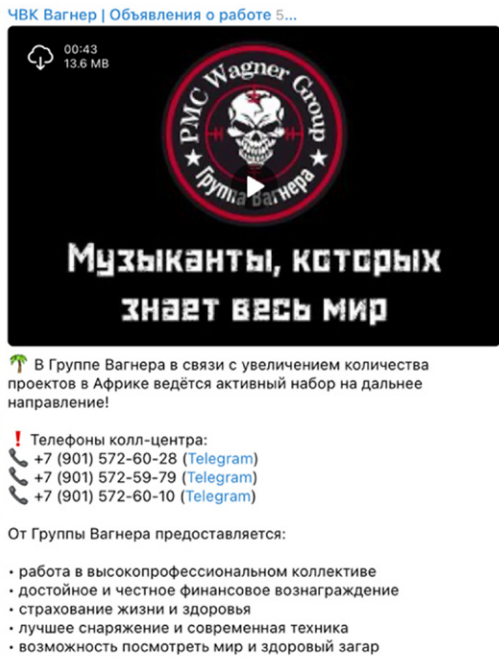 ЧВК Вагнер | Объявления о работе 5...
00:43
13.6 MB
PMC Wagner Group
Группа Вагнера
Музыканты, которых
знает весь мир
🌴 В Группе Вагнера в связи с увеличением количества
проектов в Африке ведётся активный набор на дальнее
направление!
❗ Телефоны колл-центра:
📞 +7 (901) 572-60-28 (Telegram)
📞 +7 (901) 572-59-79 (Telegram)
📞 +7 (901) 572-60-10 (Telegram)
От Группы Вагнера предоставляется:
• работа в высокопрофессиональном коллективе
• достойное и честное финансовое вознаграждение
• страхование жизни и здоровья
• лучшее снаряжение и современная техника
• возможность посмотреть мир и здоровый загар